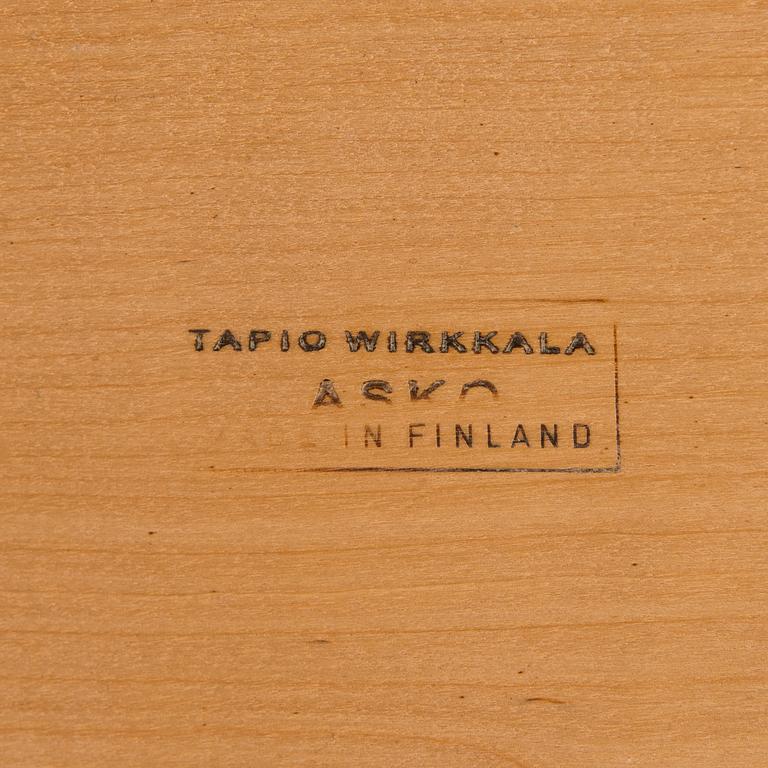 TAPIO WIRKKALA
ASKO
IN FINLAND